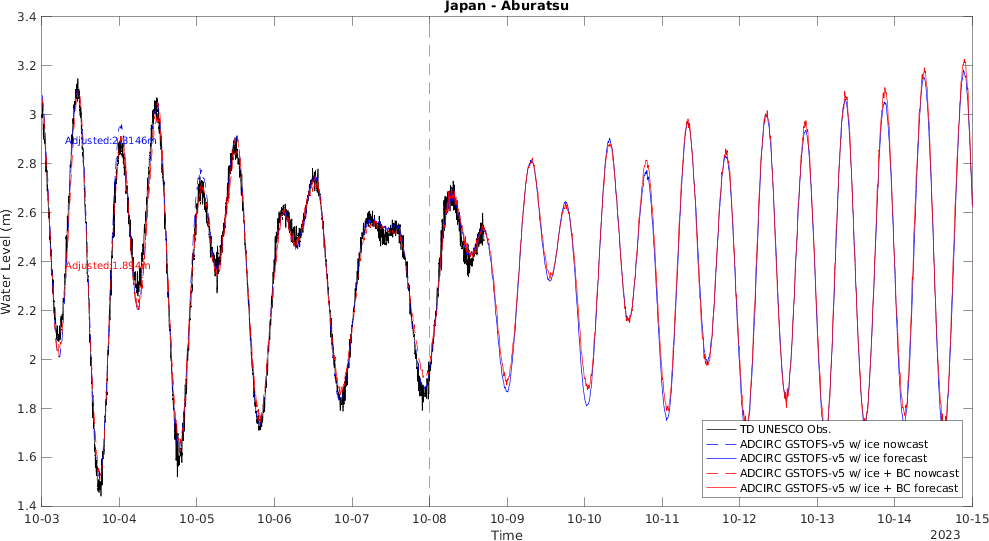 Japan - Aburatsu
3.4
3.2
3
2.8
2.6
2.4
2.2
2
1.8
1.6
1.4
Water Level (m)
Adjusted:2.3146m
Adjusted:1.894m
TD UNESCO Obs.
ADCIRC GSTOFS-v5 w/ ice nowcast
ADCIRC GSTOFS-v5 w/ ice forecast
ADCIRC GSTOFS-v5 w/ ice + BC nowcast
ADCIRC GSTOFS-v5 w/ ice + BC forecast
10-03 10-04 10-05 10-06 10-07 10-08 10-09 10-10 10-11 10-12 10-13 10-14 10-15
Time
2023